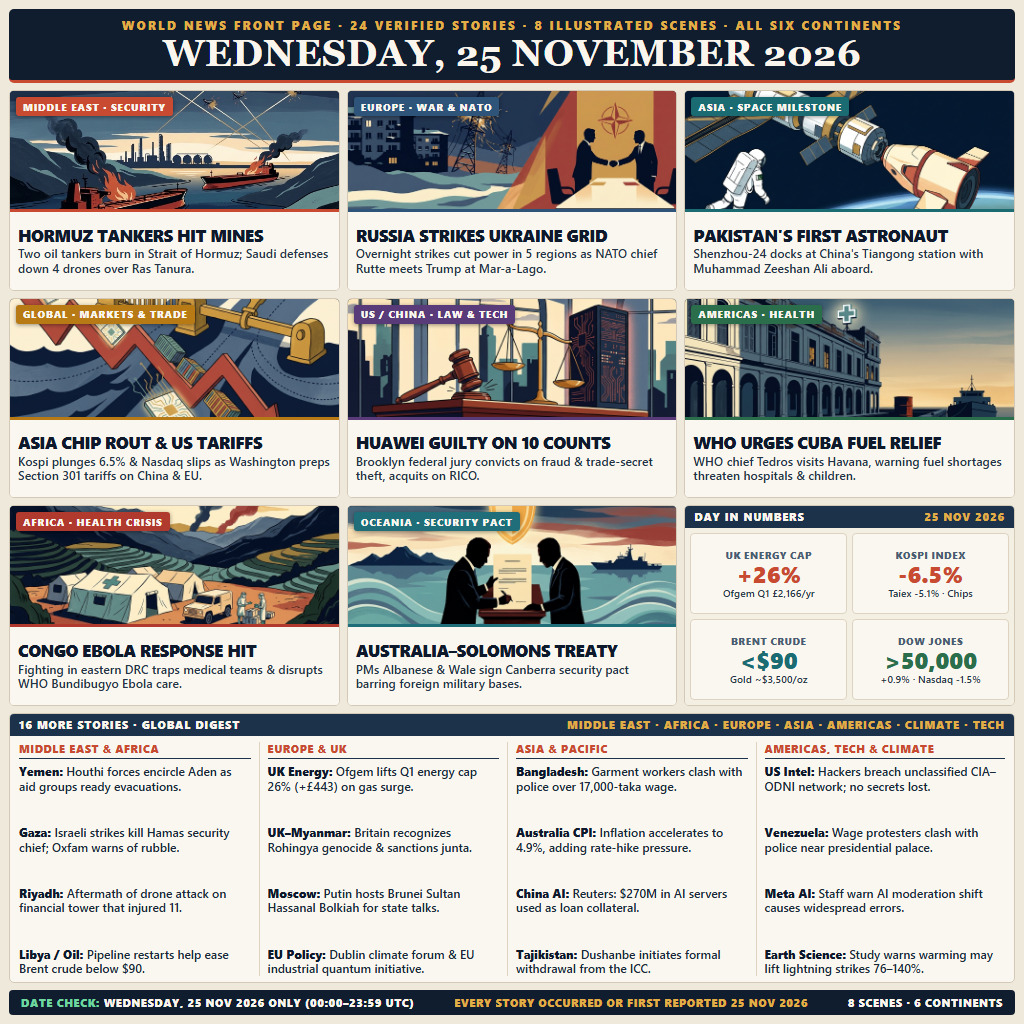 WORLD NEWS FRONT PAGE · 24 VERIFIED STORIES · 8 ILLUSTRATED SCENES · ALL SIX CONTINENTS
WEDNESDAY, 25 NOVEMBER 2026
MIDDLE EAST · SECURITY
HORMUZ TANKERS HIT MINES
Two oil tankers burn in Strait of Hormuz; Saudi defenses
down 4 drones over Ras Tanura.
EUROPE · WAR & NATO
RUSSIA STRIKES UKRAINE GRID
Overnight strikes cut power in 5 regions as NATO chief
Rutte meets Trump at Mar-a-Lago.
ASIA · SPACE MILESTONE
PAKISTAN'S FIRST ASTRONAUT
Shenzhou-24 docks at China's Tiangong station with
Muhammad Zeeshan Ali aboard.
GLOBAL · MARKETS & TRADE
ASIA CHIP ROUT & US TARIFFS
Kospi plunges 6.5% & Nasdaq slips as Washington preps
Section 301 tariffs on China & EU.
US / CHINA · LAW & TECH
HUAWEI GUILTY ON 10 COUNTS
Brooklyn federal jury convicts on fraud & trade-secret
theft, acquits on RICO.
AMERICAS · HEALTH
WHO URGES CUBA FUEL RELIEF
WHO chief Tedros visits Havana, warning fuel shortages
threaten hospitals & children.
AFRICA · HEALTH CRISIS
CONGO EBOLA RESPONSE HIT
Fighting in eastern DRC traps medical teams & disrupts
WHO Bundibugyo Ebola care.
OCEANIA · SECURITY PACT
AUSTRALIA–SOLOMONS TREATY
PMs Albanese & Wale sign Canberra security pact
barring foreign military bases.
DAY IN NUMBERS 25 NOV 2026
UK ENERGY CAP
+26%
Ofgem Q1 £2,166/yr
KOSPI INDEX
-6.5%
Taiex -5.1% · Chips
BRENT CRUDE
<$90
Gold ~$3,500/oz
DOW JONES
>50,000
+0.9% · Nasdaq -1.5%
16 MORE STORIES · GLOBAL DIGEST MIDDLE EAST · AFRICA · EUROPE · ASIA · AMERICAS · CLIMATE · TECH
MIDDLE EAST & AFRICA
Yemen: Houthi forces encircle Aden as
aid groups ready evacuations.
Gaza: Israeli strikes kill Hamas security
chief; Oxfam warns of rubble.
Riyadh: Aftermath of drone attack on
financial tower that injured 11.
Libya / Oil: Pipeline restarts help ease
Brent crude below $90.
EUROPE & UK
UK Energy: Ofgem lifts Q1 energy cap
26% (+£443) on gas surge.
UK–Myanmar: Britain recognizes
Rohingya genocide & sanctions junta.
Moscow: Putin hosts Brunei Sultan
Hassanal Bolkiah for state talks.
EU Policy: Dublin climate forum & EU
industrial quantum initiative.
ASIA & PACIFIC
Bangladesh: Garment workers clash with
police over 17,000-taka wage.
Australia CPI: Inflation accelerates to
4.9%, adding rate-hike pressure.
China AI: Reuters: $270M in AI servers
used as loan collateral.
Tajikistan: Dushanbe initiates formal
withdrawal from the ICC.
AMERICAS, TECH & CLIMATE
US Intel: Hackers breach unclassified CIA–
ODNI network; no secrets lost.
Venezuela: Wage protesters clash with
police near presidential palace.
Meta AI: Staff warn AI moderation shift
causes widespread errors.
Earth Science: Study warns warming may
lift lightning strikes 76–140%.
DATE CHECK: WEDNESDAY, 25 NOV 2026 ONLY (00:00–23:59 UTC) EVERY STORY OCCURRED OR FIRST REPORTED 25 NOV 2026 8 SCENES · 6 CONTINENTS